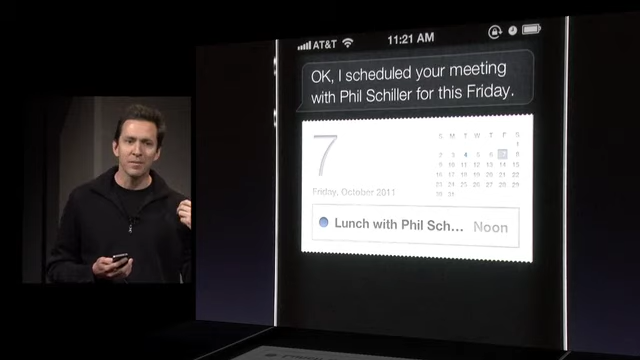 AT&T 11:21 AM
OK, I scheduled your meeting
with Phil Schiller for this Friday.
7
S M T W T F S
1
2 3 4 5 6 7 8
9 10 11 12 13 14 15
16 17 18 19 20 21 22
23 24 25 26 27 28 29
30 31
Friday, October 2011
Lunch with Phil Sch... Noon